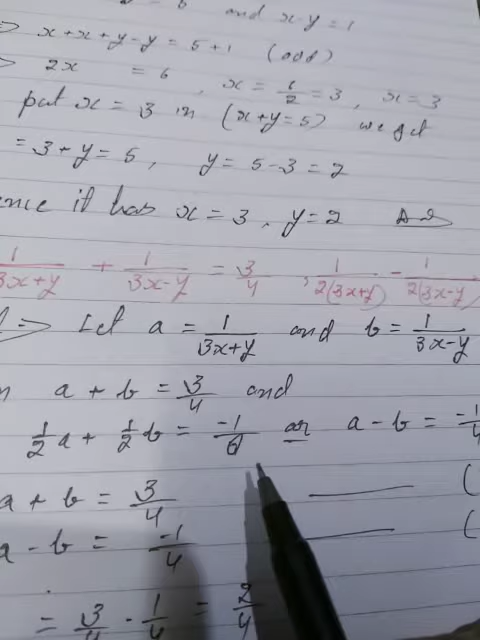 and x-y=1
⇒ x+x+y-y = 5+1 (add)
2x = 6, x = 6/2 = 3, x=3
put x = 3 in (x+y=5) we get
= 3+y=5, y = 5-3=2
ence it has x=3, y=2 Ans
1/3x+y + 1/3x-y = 3/4, 1/2(3x+y) - 1/2(3x-y)
⇒ Let a = 1/3x+y and b = 1/3x-y
a + b = 3/4 and
1/2 a + 1/2 b = -1/ or a-b = -1/4
a + b = 3/4 (
a - b = -1/4 (
= 3/4 - 1/4 = 2/4